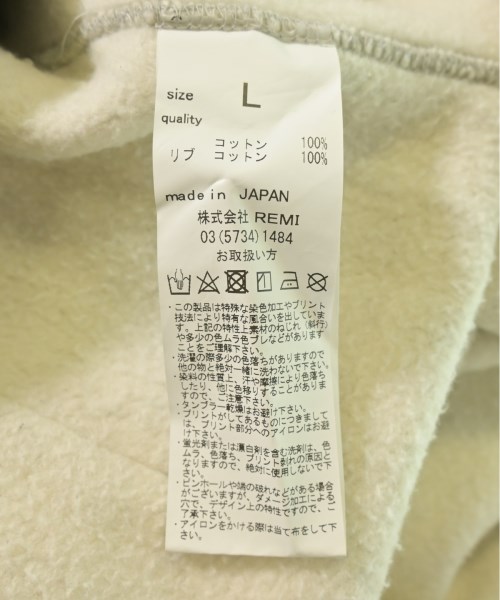 size L
quality
コットン 100%
リブ コットン 100%
made in JAPAN
株式会社 REMI
03(5734)1484
お取扱い方
・この製品は特殊な染色加工やプリント
技法により特有な風合いを出していま
す。上記の特性上素材のねじれ（斜行）
や多少の色ムラ色ブレなどがあります
ことをご理解下さい。
・洗濯の際多少の色落ちがありますので
他の物と絶対一緒に洗わないで下さい。
・染料の性質上、汗や摩擦により色落ち
したり、他に色移りすることがありま
すので、ご注意下さい。
・タンブラー乾燥はお避け下さい。
・プリントがしてあるものにつきまして
は、プリント部分へのアイロンはお避
け下さい。
・蛍光剤または漂白剤を含む洗剤は、色
ムラ、色落ち、プリント剥れの原因と
なりますので、絶対に使用しないで下
さい。
・ピンホールや端の破れなどがある場合
がございますが、ダメージ加工による
穴で、デザイン上の特性ですので、ご
了承下さい。
・アイロンをかける際は当て布をして下
さい。